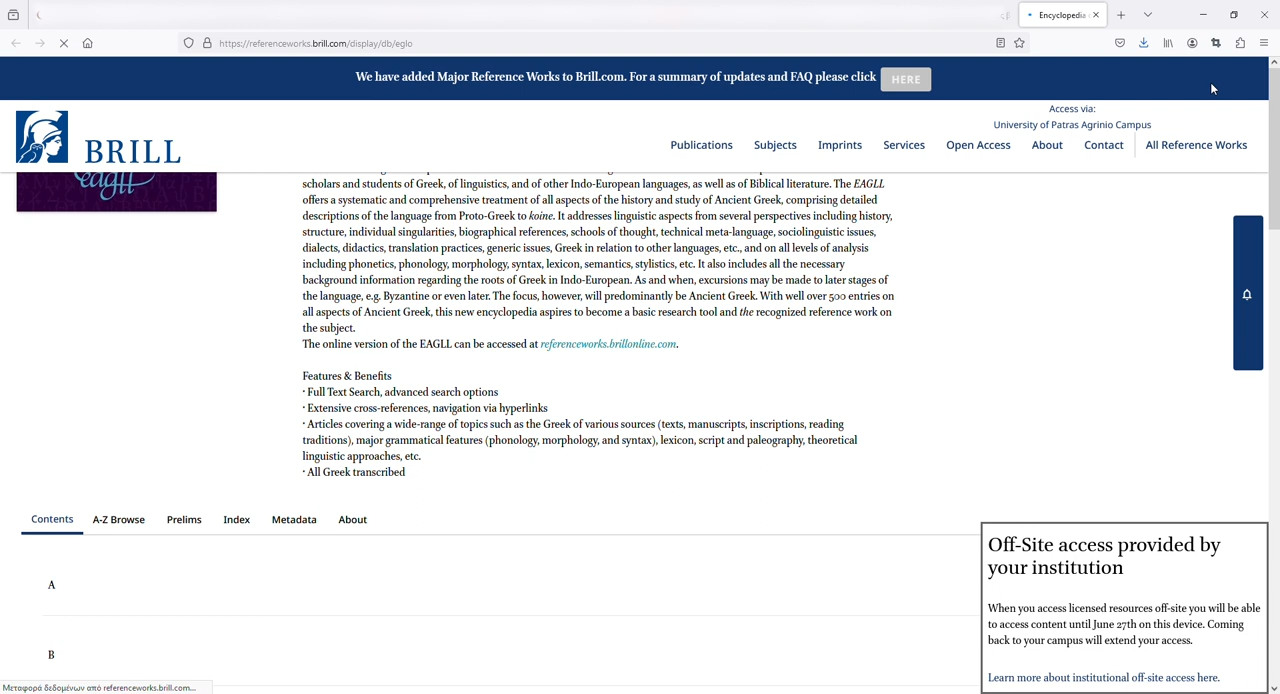 Encyclopedia
https://referenceworks.brill.com/display/db/eglo
We have added Major Reference Works to Brill.com. For a summary of updates and FAQ please click HERE
Access via:
University of Patras Agrinio Campus
BRILL
Publications Subjects Imprints Services Open Access About Contact All Reference Works
eagll
scholars and students of Greek, of linguistics, and of other Indo-European languages, as well as of Biblical literature. The EAGLL
offers a systematic and comprehensive treatment of all aspects of the history and study of Ancient Greek, comprising detailed
descriptions of the language from Proto-Greek to koine. It addresses linguistic aspects from several perspectives including history,
structure, individual singularities, biographical references, schools of thought, technical meta-language, sociolinguistic issues,
dialects, didactics, translation practices, generic issues, Greek in relation to other languages, etc., and on all levels of analysis
including phonetics, phonology, morphology, syntax, lexicon, semantics, stylistics, etc. It also includes all the necessary
background information regarding the roots of Greek in Indo-European. As and when, excursions may be made to later stages of
the language, e.g. Byzantine or even later. The focus, however, will predominantly be Ancient Greek. With well over 500 entries on
all aspects of Ancient Greek, this new encyclopedia aspires to become a basic research tool and the recognized reference work on
the subject.
The online version of the EAGLL can be accessed at referenceworks.brillonline.com.
Features & Benefits
· Full Text Search, advanced search options
· Extensive cross-references, navigation via hyperlinks
· Articles covering a wide-range of topics such as the Greek of various sources (texts, manuscripts, inscriptions, reading
traditions), major grammatical features (phonology, morphology, and syntax), lexicon, script and paleography, theoretical
linguistic approaches, etc.
· All Greek transcribed
Contents A-Z Browse Prelims Index Metadata About
A
B
Off-Site access provided by
your institution
When you access licensed resources off-site you will be able
to access content until June 27th on this device. Coming
back to your campus will extend your access.
Learn more about institutional off-site access here.
Μεταφορά δεδομένων από referenceworks.brill.com...